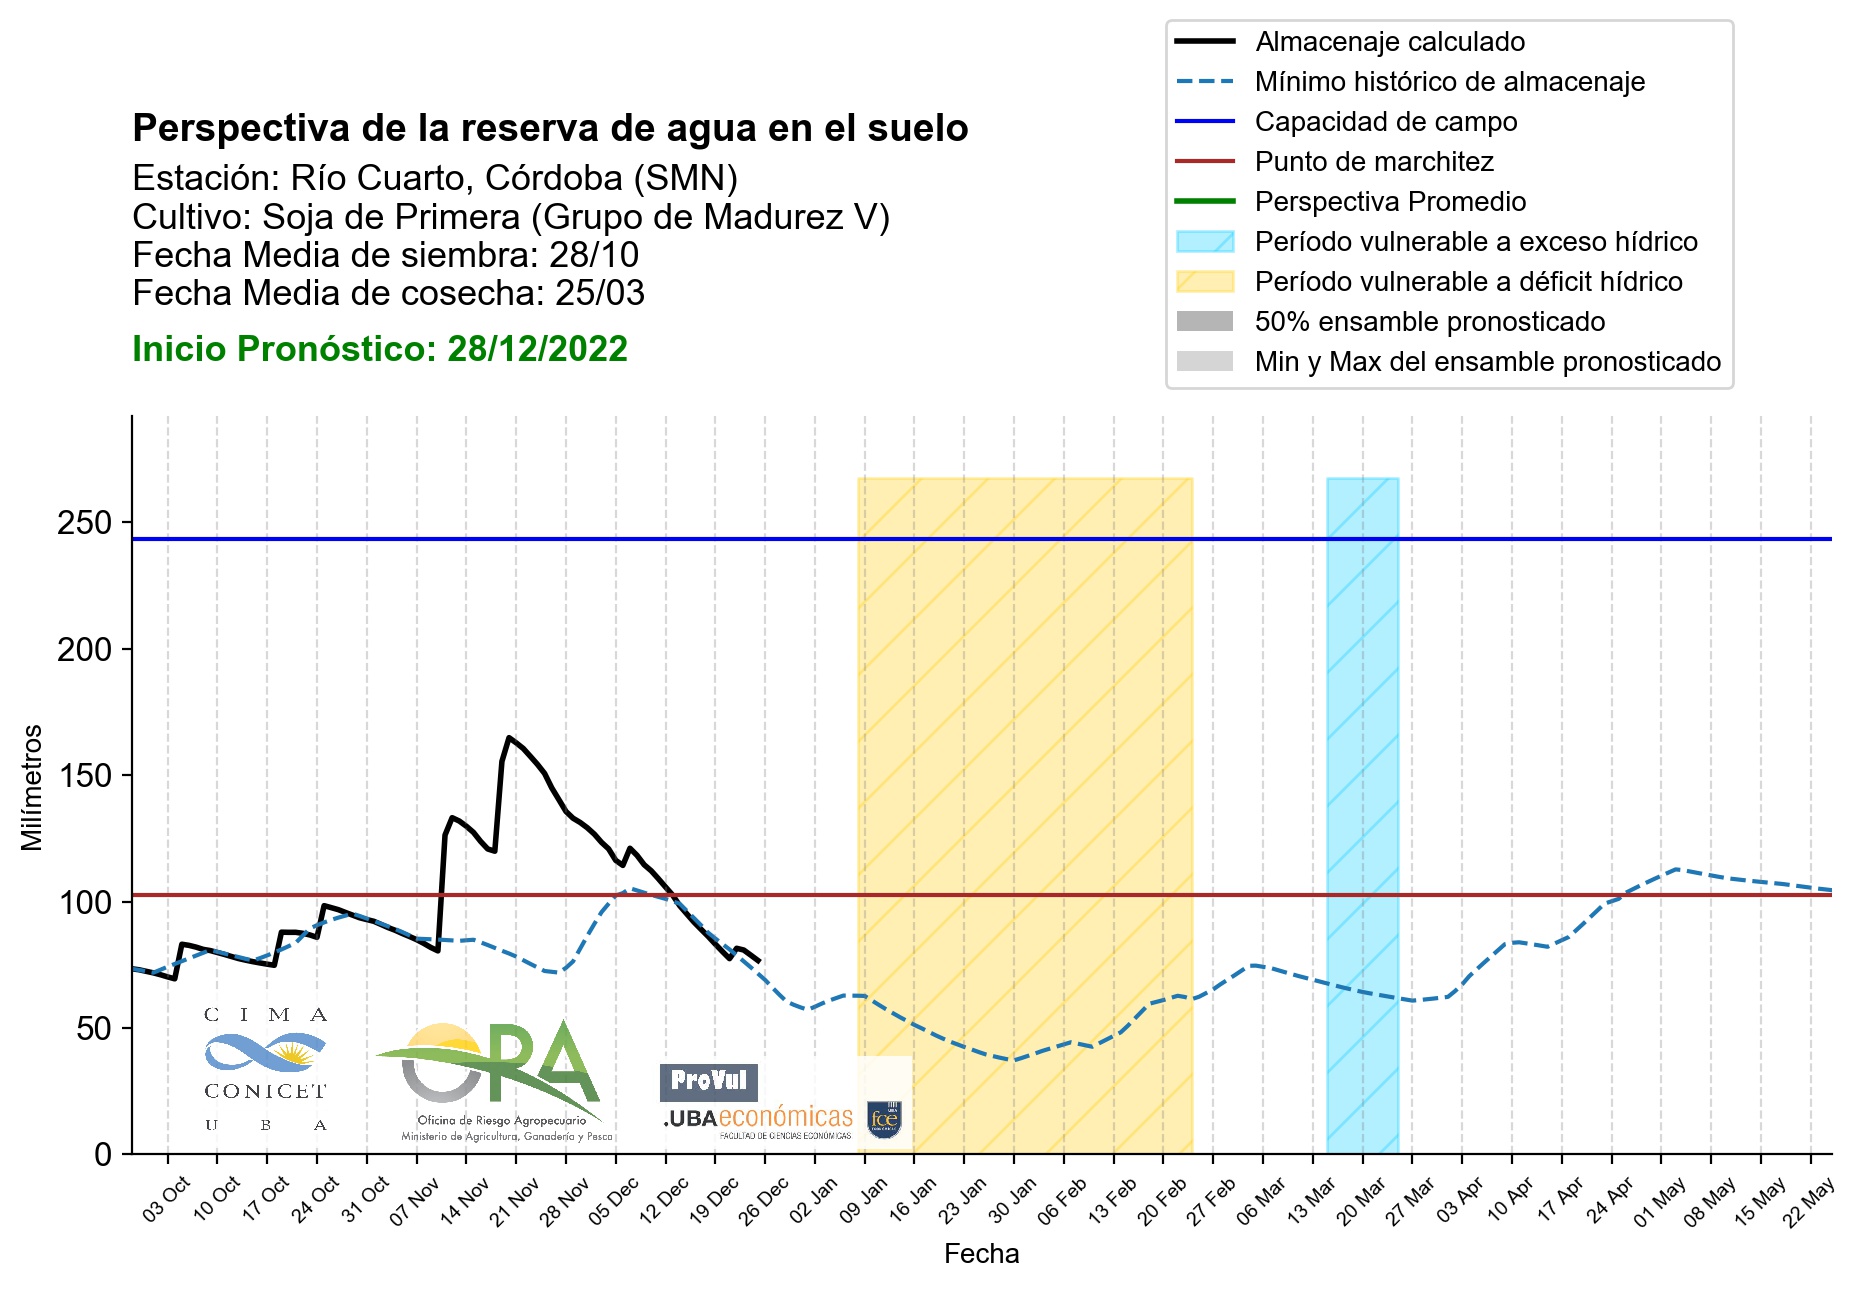 Almacenaje calculado
Mínimo histórico de almacenaje
Capacidad de campo
Punto de marchitez
Perspectiva Promedio
Período vulnerable a exceso hídrico
Período vulnerable a déficit hídrico
50% ensamble pronosticado
Min y Max del ensamble pronosticado
Perspectiva de la reserva de agua en el suelo
Estación: Río Cuarto, Córdoba (SMN)
Cultivo: Soja de Primera (Grupo de Madurez V)
Fecha Media de siembra: 28/10
Fecha Media de cosecha: 25/03
Inicio Pronóstico: 28/12/2022
250
200
150
100
50
0
Milímetros
C I M A
CONICET
U B A
ORA
Oficina de Riesgo Agropecuario
Ministerio de Agricultura, Ganadería y Pesca
ProVul
.UBAeconómicas
FACULTAD DE CIENCIAS ECONÓMICAS
fce
03 Oct
10 Oct
17 Oct
24 Oct
31 Oct
07 Nov
14 Nov
21 Nov
28 Nov
05 Dec
12 Dec
19 Dec
26 Dec
02 Jan
09 Jan
16 Jan
23 Jan
30 Jan
06 Feb
13 Feb
20 Feb
27 Feb
06 Mar
13 Mar
20 Mar
27 Mar
03 Apr
10 Apr
17 Apr
24 Apr
01 May
08 May
15 May
22 May
Fecha